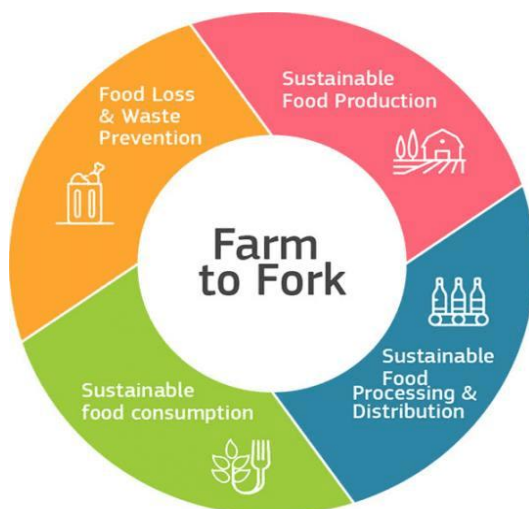 Farm
to Fork
Sustainable
Food Production
Sustainable
Food
Processing &
Distribution
Sustainable
food consumption
Food Loss
& Waste
Prevention